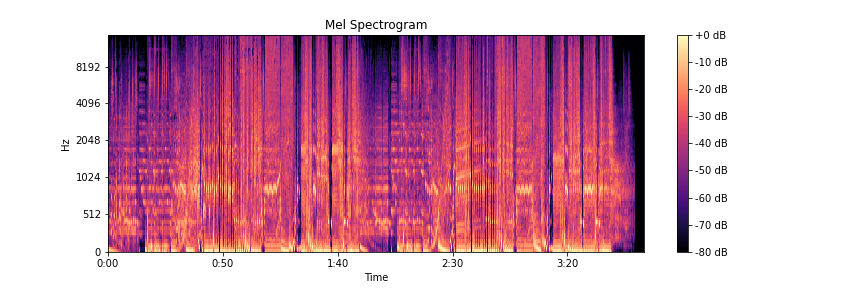 Mel Spectrogram
Hz
8192
4096
2048
1024
512
0
0:00
0:50
1:40
2:30
3:20
Time
+0 dB
-10 dB
-20 dB
-30 dB
-40 dB
-50 dB
-60 dB
-70 dB
-80 dB